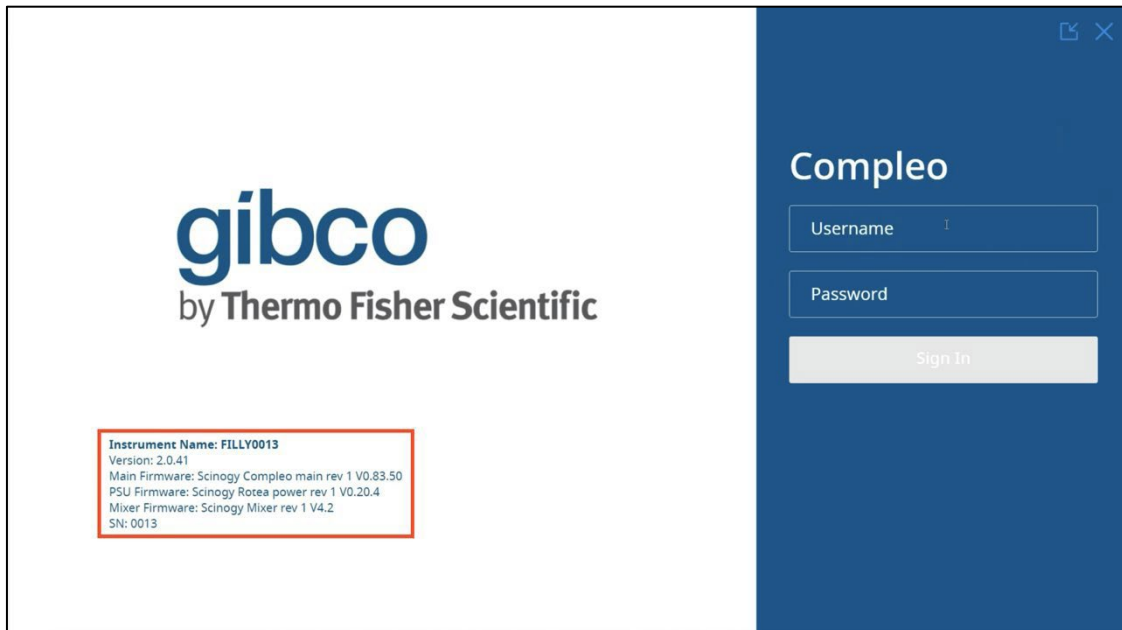 gibco
by Thermo Fisher Scientific
Instrument Name: FILLY0013
Version: 2.0.41
Main Firmware: Scinogy Compleo main rev 1 V0.83.50
PSU Firmware: Scinogy Rotea power rev 1 V0.20.4
Mixer Firmware: Scinogy Mixer rev 1 V4.2
SN: 0013
Compleo
Username
Password
Sign In